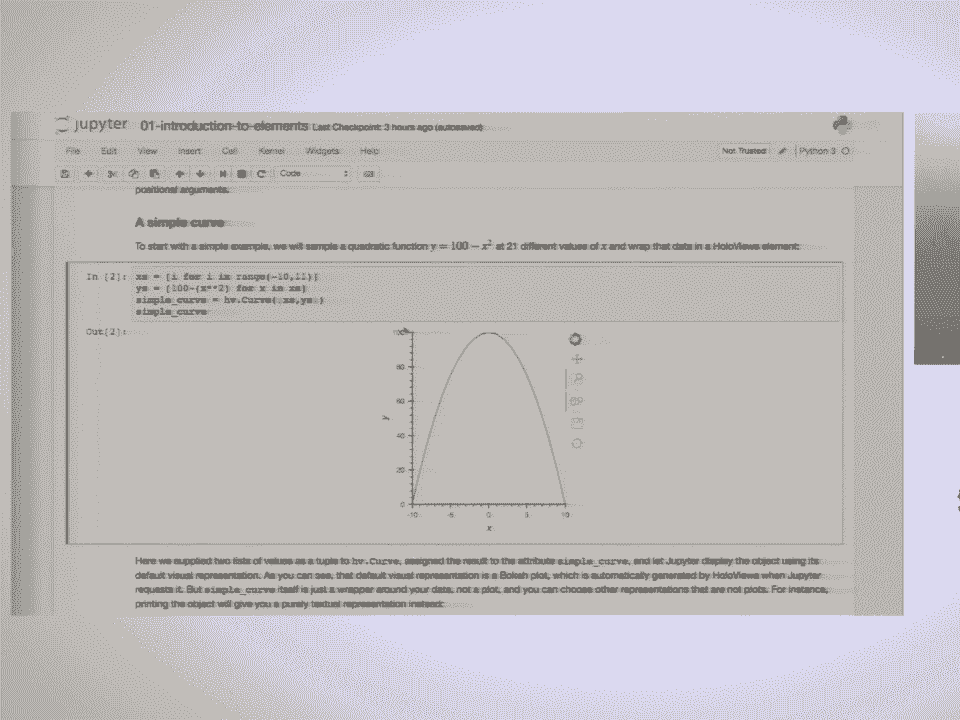 jupyter 01-introduction-to-elements Last Checkpoint: 3 hours ago (autosaved)
File Edit View Insert Cell Kernel Widgets Help Not Trusted Python 3
Code
positional arguments.
A simple curve
To start with a simple example, we will sample a quadratic function y = 100 − x² at 21 different values of x and wrap that data in a HoloViews element:
In [2]: xs = [i for i in range(-10,11)]
ys = [100-(x**2) for x in xs]
simple_curve = hv.Curve((xs,ys))
simple_curve
Out[2]:
100
80
60
y
40
20
0
-10 -5 0 5 10
x
Here we supplied two lists of values as a tuple to hv.Curve, assigned the result to the attribute simple_curve, and let Jupyter display the object using its
default visual representation. As you can see, that default visual representation is a Bokeh plot, which is automatically generated by HoloViews when Jupyter
requests it. But simple_curve itself is just a wrapper around your data, not a plot, and you can choose other representations that are not plots. For instance,
printing the object will give you a purely textual representation instead: